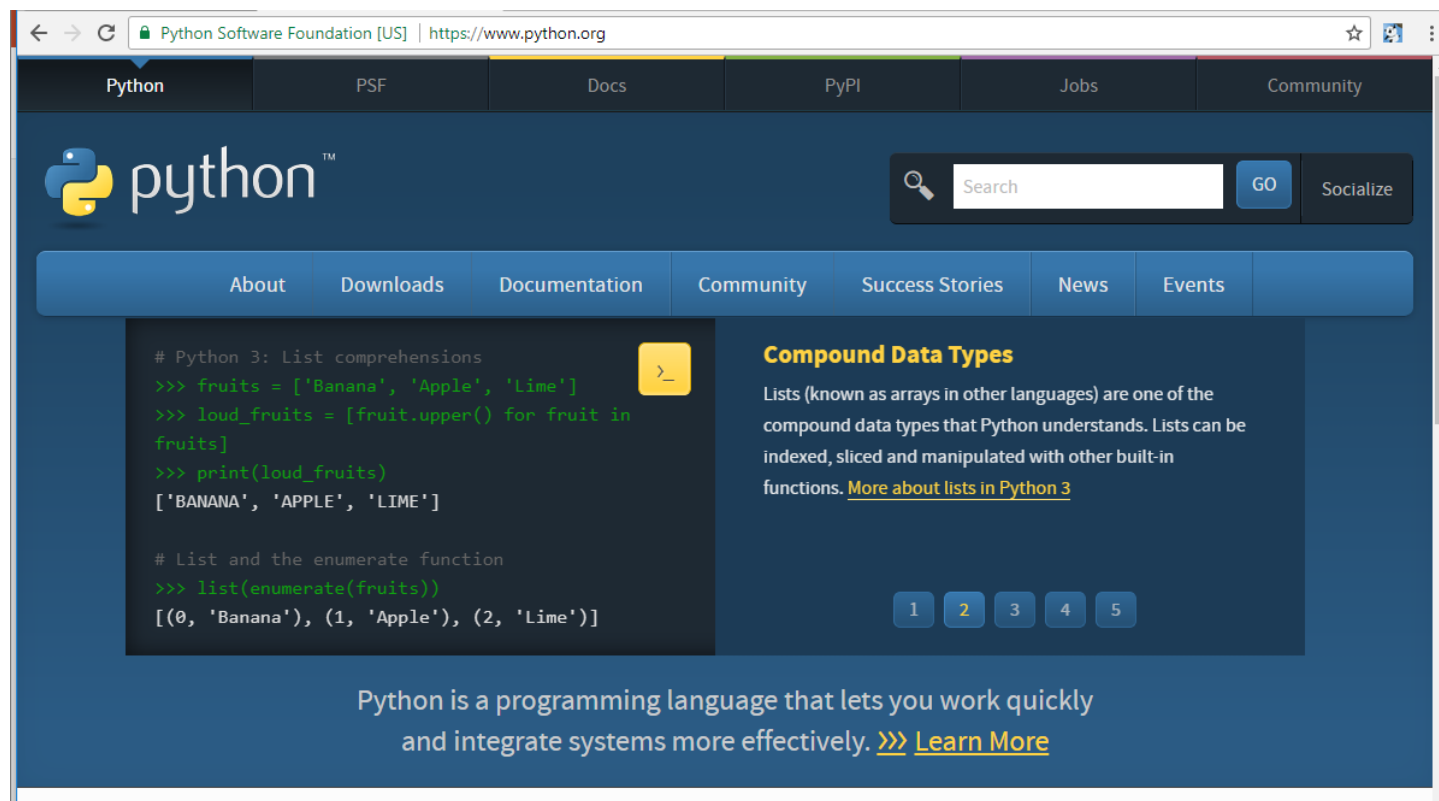 Python Software Foundation [US] | https://www.python.org
Python PSF Docs PyPI Jobs Community
python™
Search GO Socialize
About Downloads Documentation Community Success Stories News Events
# Python 3: List comprehensions
>>> fruits = ['Banana', 'Apple', 'Lime']
>>> loud_fruits = [fruit.upper() for fruit in
fruits]
>>> print(loud_fruits)
['BANANA', 'APPLE', 'LIME']
# List and the enumerate function
>>> list(enumerate(fruits))
[(0, 'Banana'), (1, 'Apple'), (2, 'Lime')]
>_
Compound Data Types
Lists (known as arrays in other languages) are one of the
compound data types that Python understands. Lists can be
indexed, sliced and manipulated with other built-in
functions. More about lists in Python 3
1 2 3 4 5
Python is a programming language that lets you work quickly
and integrate systems more effectively. >>> Learn More